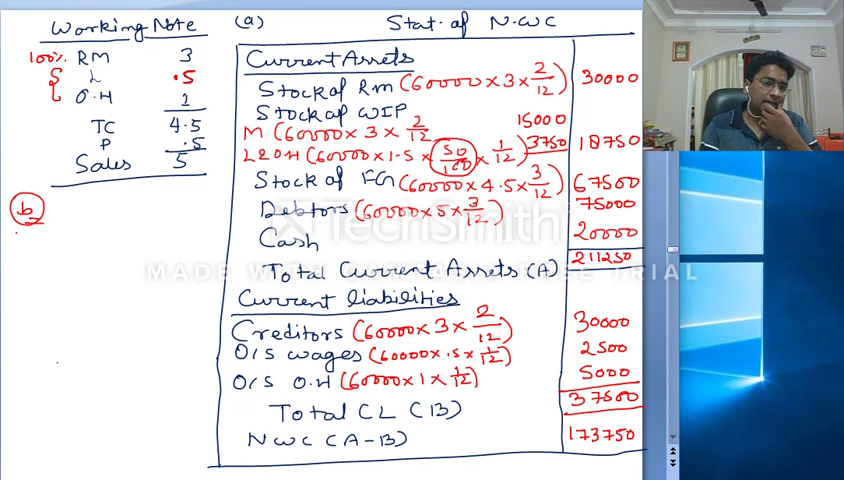 Working Note
100% RM 3
L .5
O.H 1
TC 4.5
P .5
Sales 5
(b)
(a) Stat. of N.WC
Current Assets
Stock of Rm (60000 x 3 x 2/12) 30000
Stock of WIP
M (60000 x 3 x 2/12 15000
L&OH (60000 x 1.5 x 50/100 x 1/12) 3750 18750
Stock of FG (60000 x 4.5 x 3/12) 67500
Debtors (60000 x 5 x 3/12) 75000
Cash 20000
Total Current Assets (A) 211250
Current liabilities
Creditors (60000 x 3 x 2/12) 30000
O/S wages (60000 x .5 x 1/12) 2500
O/S O.H (60000 x 1 x 1/12) 5000
Total CL (B) 37500
NWC (A-B) 173750
TechSmith
MADE WITH CAMTASIA FREE TRIAL